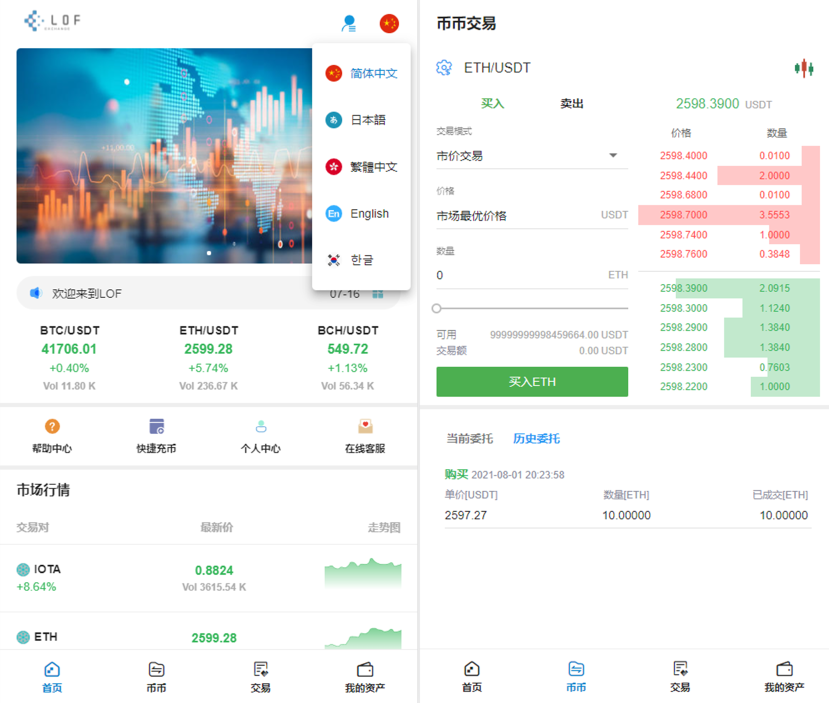 LOF
EXCHANGE
简体中文
あ
日本語
繁體中文
En
English
한글
欢迎来到LOF
07-16
BTC/USDT
ETH/USDT
BCH/USDT
41706.01
2599.28
549.72
+0.40%
+5.74%
+1.13%
Vol 11.80 K
Vol 236.67 K
Vol 56.34 K
帮助中心
快捷充币
个人中心
在线客服
市场行情
交易对
最新价
走势图
IOTA
0.8824
+8.64%
Vol 3615.54 K
ETH
2599.28
首页
币币
交易
我的资产
币币交易
ETH/USDT
买入
卖出
2598.3900 USDT
交易模式
价格
数量
市价交易
2598.4000
0.0100
2598.4400
2.0000
价格
2598.6800
0.0100
市场最优价格
USDT
2598.7000
3.5553
2598.7400
1.0000
数量
2598.7600
0.3848
0
ETH
2598.3900
2.0915
2598.3000
1.1240
2598.2900
1.3840
可用
99999999998459664.00 USDT
2598.2800
1.3840
交易额
0.00 USDT
2598.2300
0.7603
买入ETH
2598.2200
1.0000
当前委托
历史委托
购买 2021-08-01 20:23:58
单价[USDT]
数量[ETH]
已成交[ETH]
2597.27
10.00000
10.00000
首页
币币
交易
我的资产